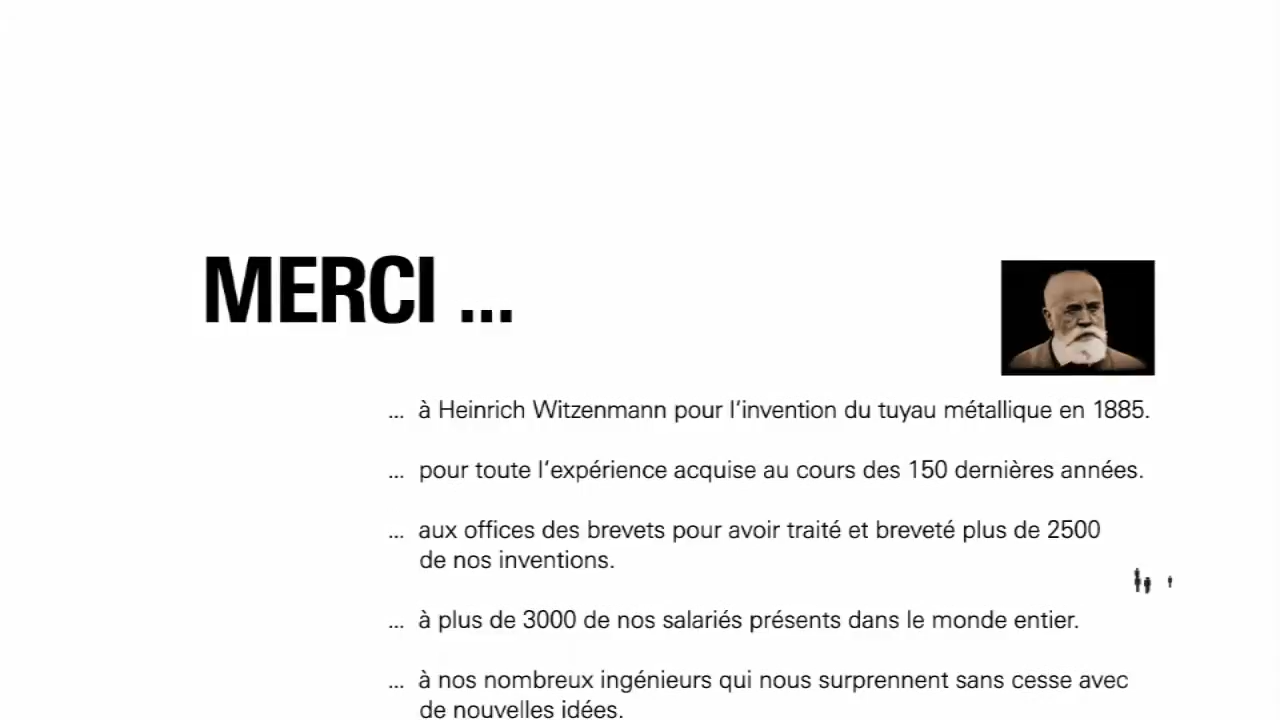 MERCI ...
... à Heinrich Witzenmann pour l'invention du tuyau métallique en 1885.
... pour toute l'expérience acquise au cours des 150 dernières années.
... aux offices des brevets pour avoir traité et breveté plus de 2500
de nos inventions.
... à plus de 3000 de nos salariés présents dans le monde entier.
... à nos nombreux ingénieurs qui nous surprennent sans cesse avec
de nouvelles idées.